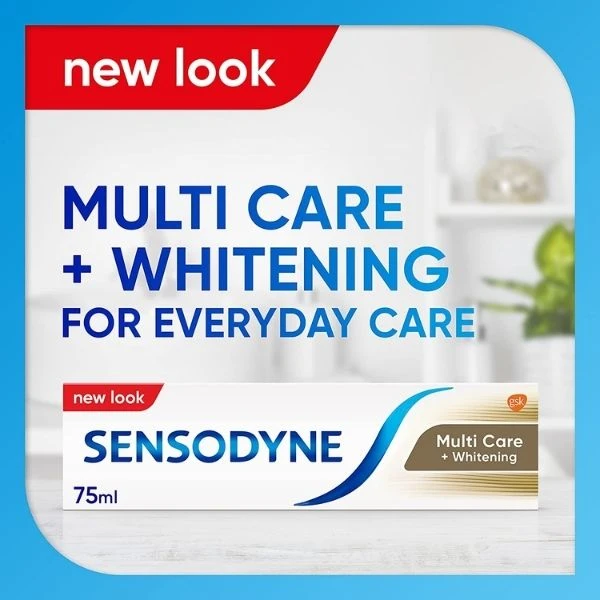 new look
MULTI CARE
+ WHITENING
FOR EVERYDAY CARE
new look
gsk
SENSODYNE
Multi Care
+ Whitening
75ml